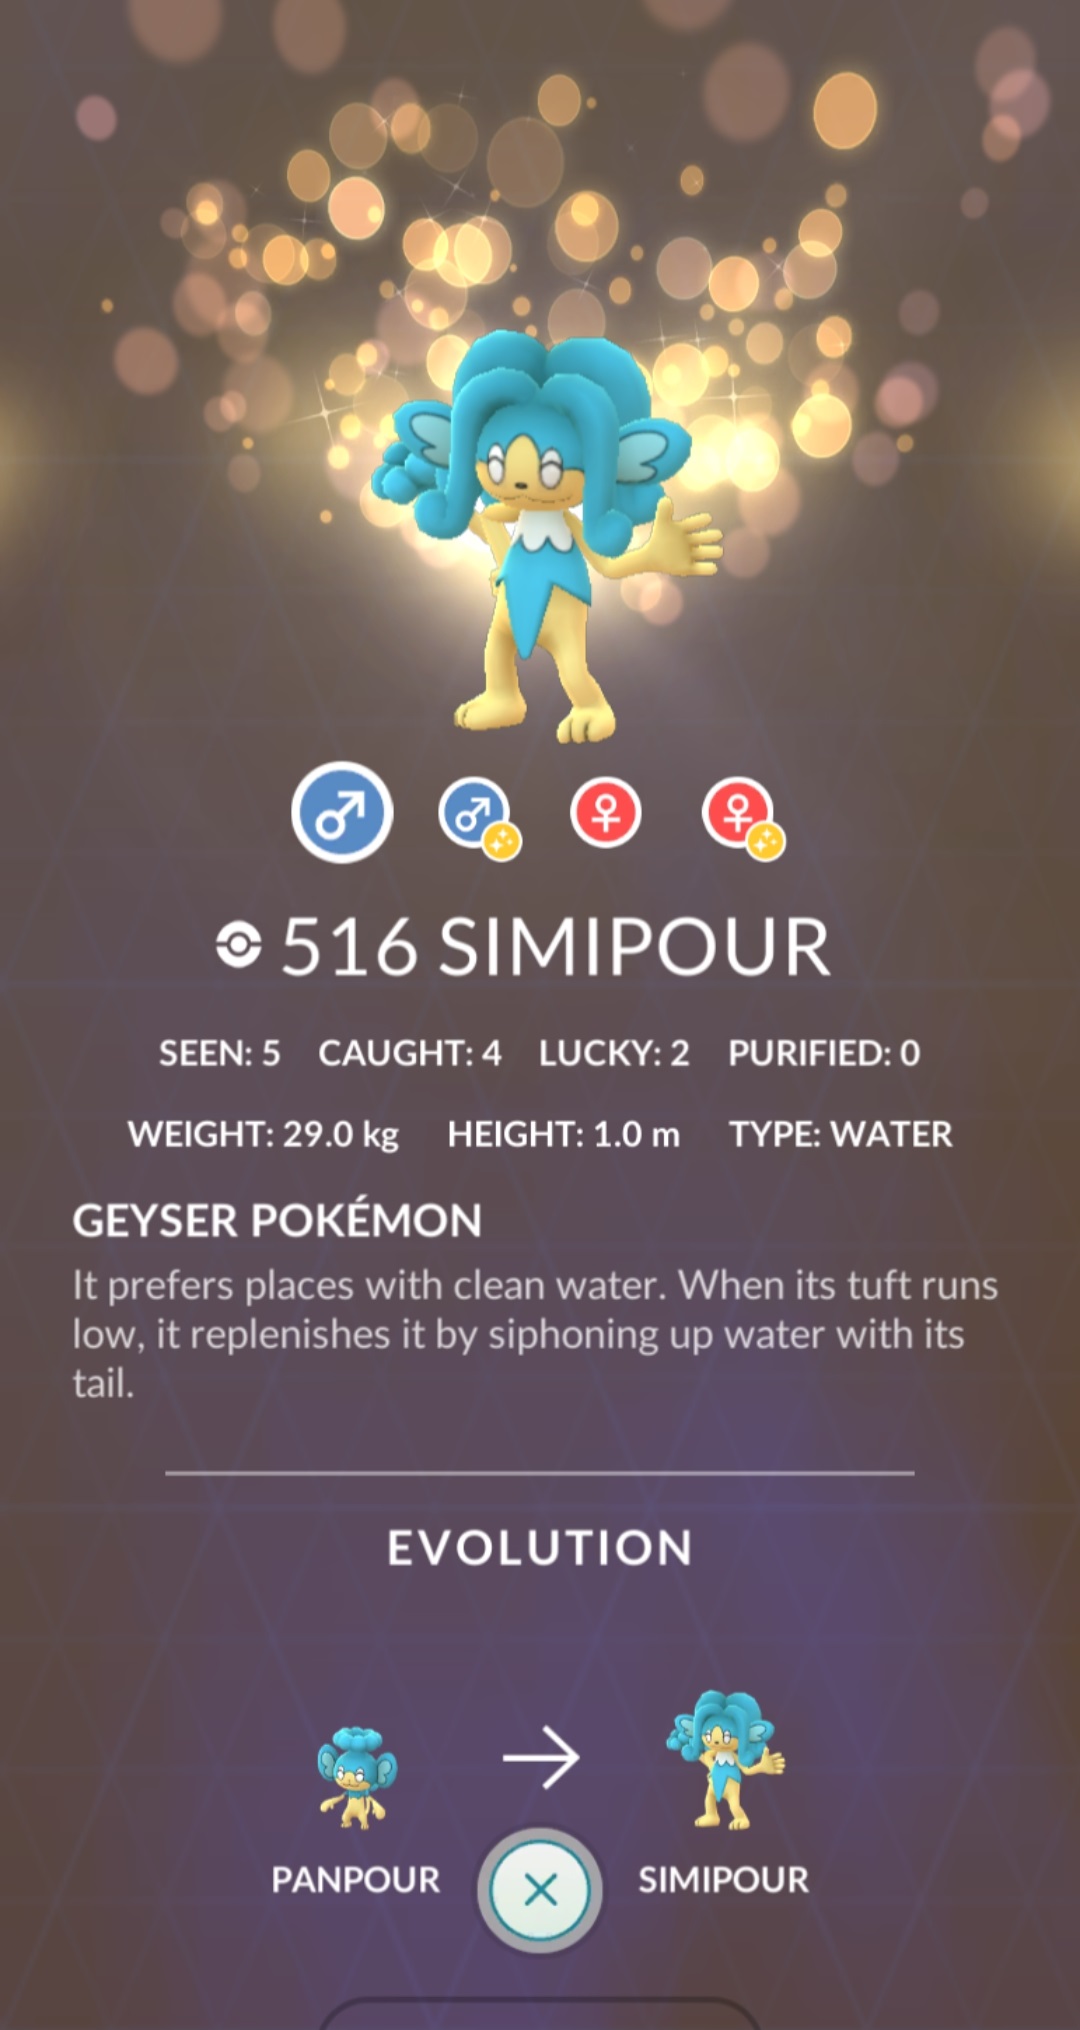 516 SIMIPOUR
SEEN: 5 CAUGHT: 4 LUCKY: 2 PURIFIED: 0
WEIGHT: 29.0 kg HEIGHT: 1.0 m TYPE: WATER
GEYSER POKÉMON
It prefers places with clean water. When its tuft runs
low, it replenishes it by siphoning up water with its
tail.
EVOLUTION
PANPOUR SIMIPOUR